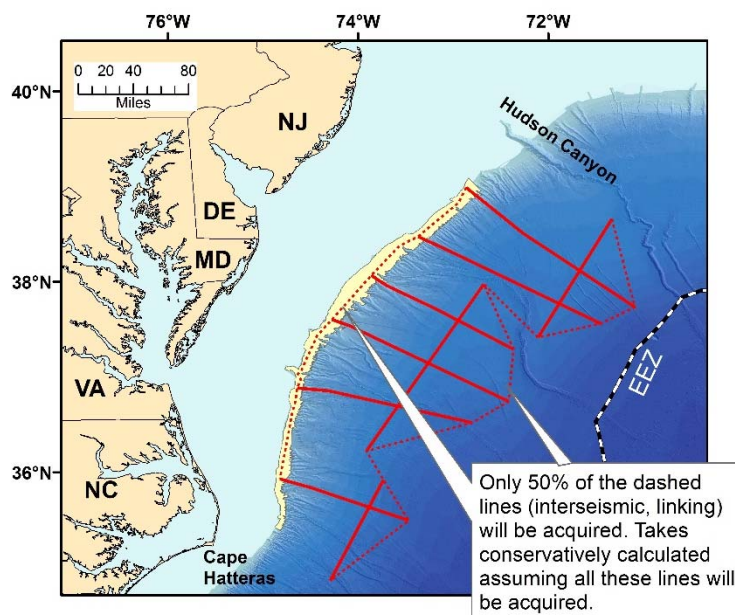 76°W 74°W 72°W
0 20 40 80
Miles
40°N
NJ
Hudson Canyon
DE
MD
38°N
EEZ
VA
36°N
NC
Cape
Hatteras
Only 50% of the dashed
lines (interseismic, linking)
will be acquired. Takes
conservatively calculated
assuming all these lines will
be acquired.